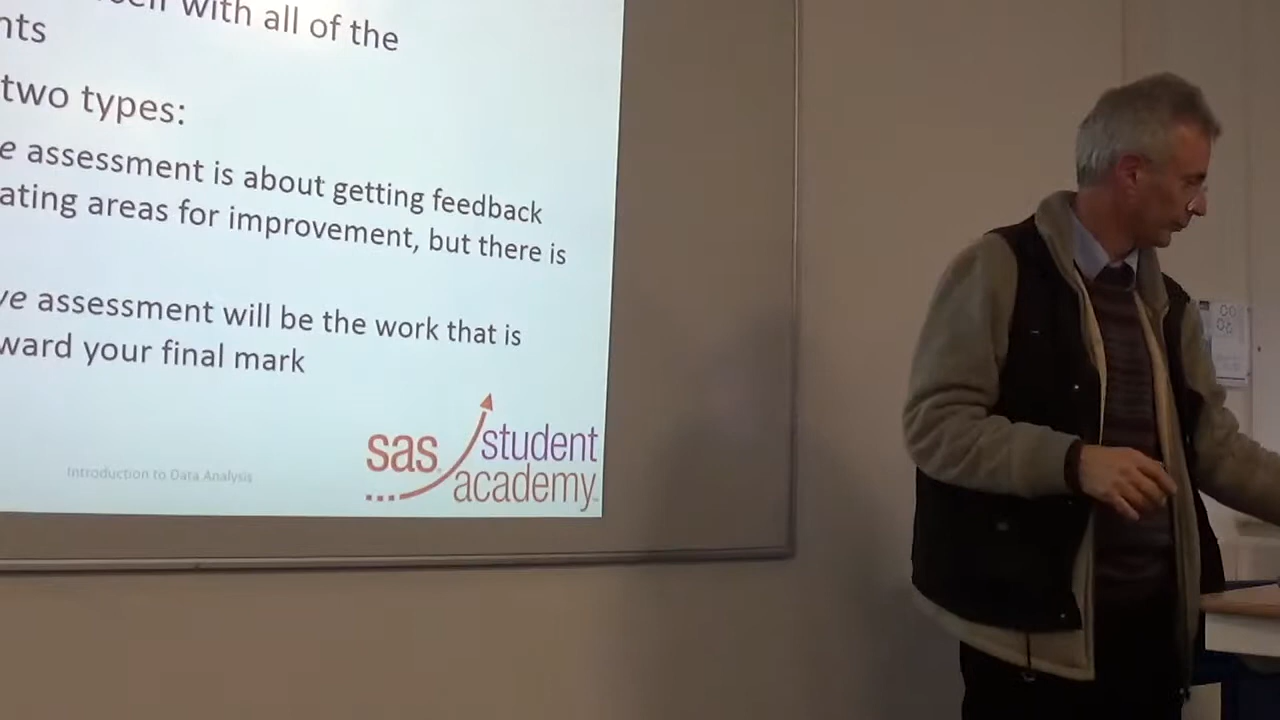 with all of the
nts
two types:
e assessment is about getting feedback
ating areas for improvement, but there is
ve assessment will be the work that is
ward your final mark
Introduction to Data Analysis
sas student
academy